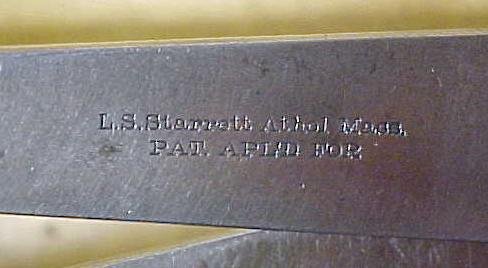 L.S.Starrett Athol Mass.
PAT. APL'D FOR